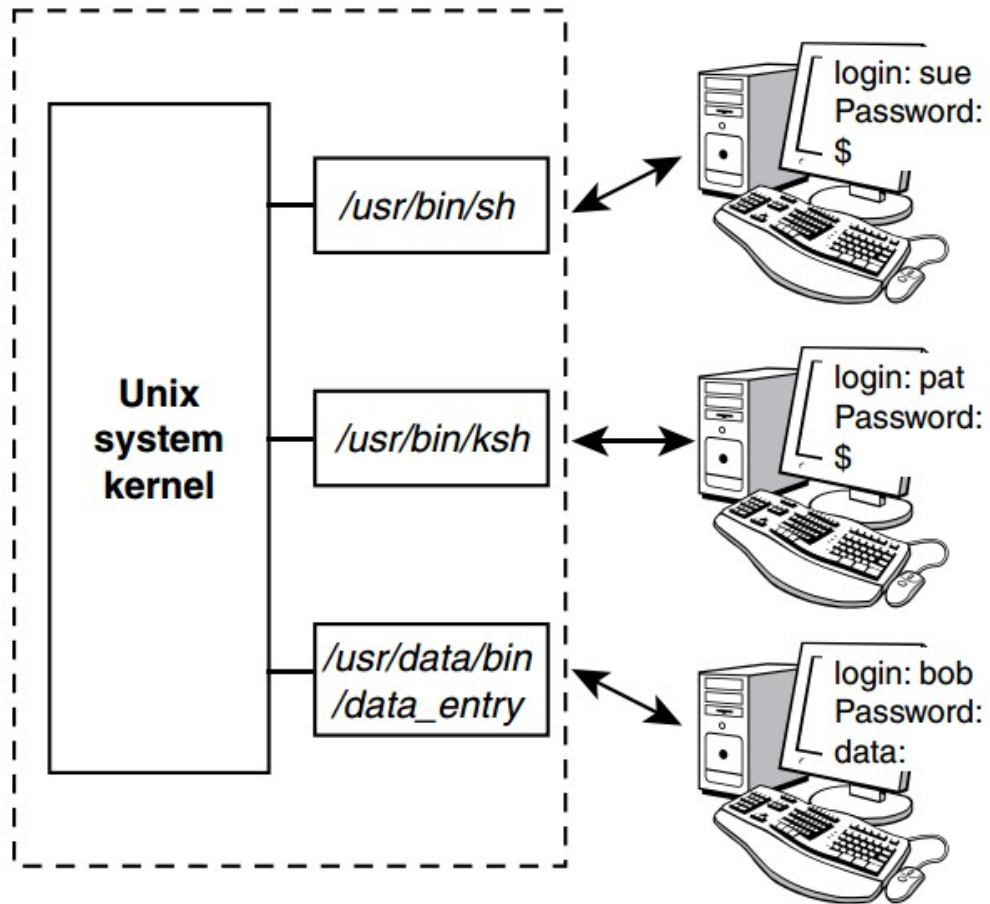 Unix
system
kernel
/usr/bin/sh
/usr/bin/ksh
/usr/data/bin
/data_entry
login: sue
Password:
$
login: pat
Password:
$
login: bob
Password:
data: